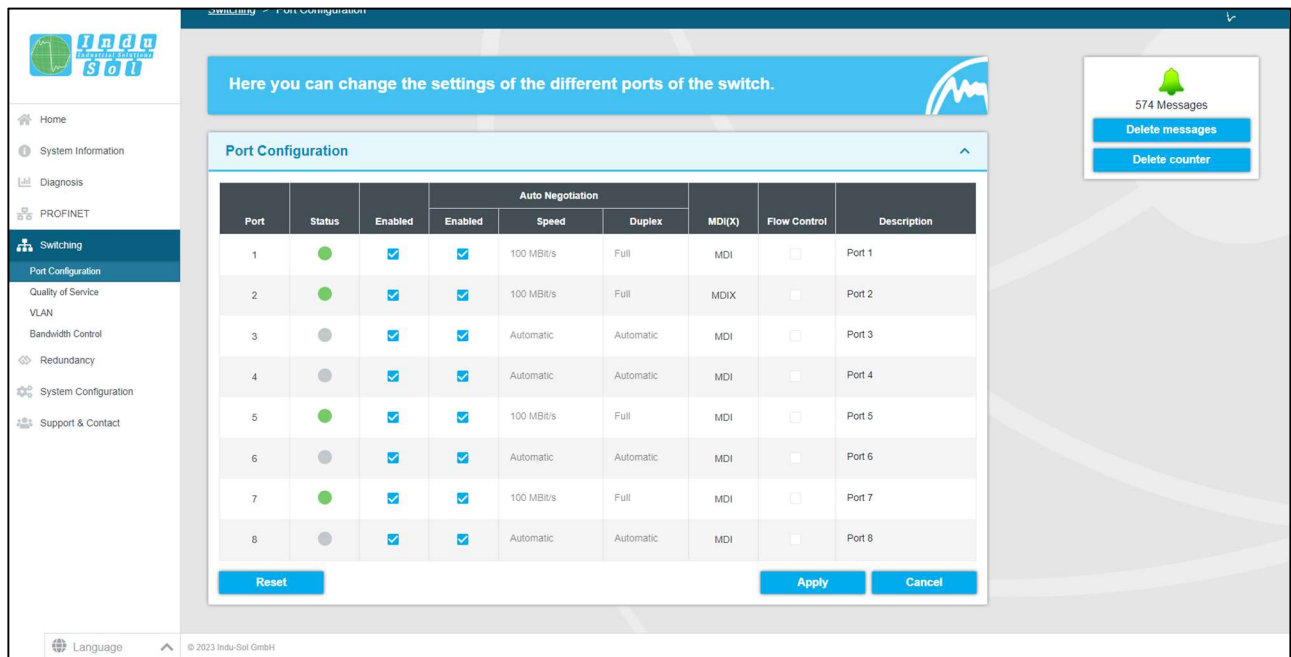 Switching > Port Configuration
Indu
Industrial Solutions
Sol
Home
System Information
Diagnosis
PROFINET
Switching
Port Configuration
Quality of Service
VLAN
Bandwidth Control
Redundancy
System Configuration
Support & Contact
Language
Here you can change the settings of the different ports of the switch.
Port Configuration
Auto Negotiation
Port Status Enabled Enabled Speed Duplex MDI(X) Flow Control Description
1 100 MBit/s Full MDI Port 1
2 100 MBit/s Full MDIX Port 2
3 Automatic Automatic MDI Port 3
4 Automatic Automatic MDI Port 4
5 100 MBit/s Full MDI Port 5
6 Automatic Automatic MDI Port 6
7 100 MBit/s Full MDI Port 7
8 Automatic Automatic MDI Port 8
Reset Apply Cancel
574 Messages
Delete messages
Delete counter
© 2023 Indu-Sol GmbH